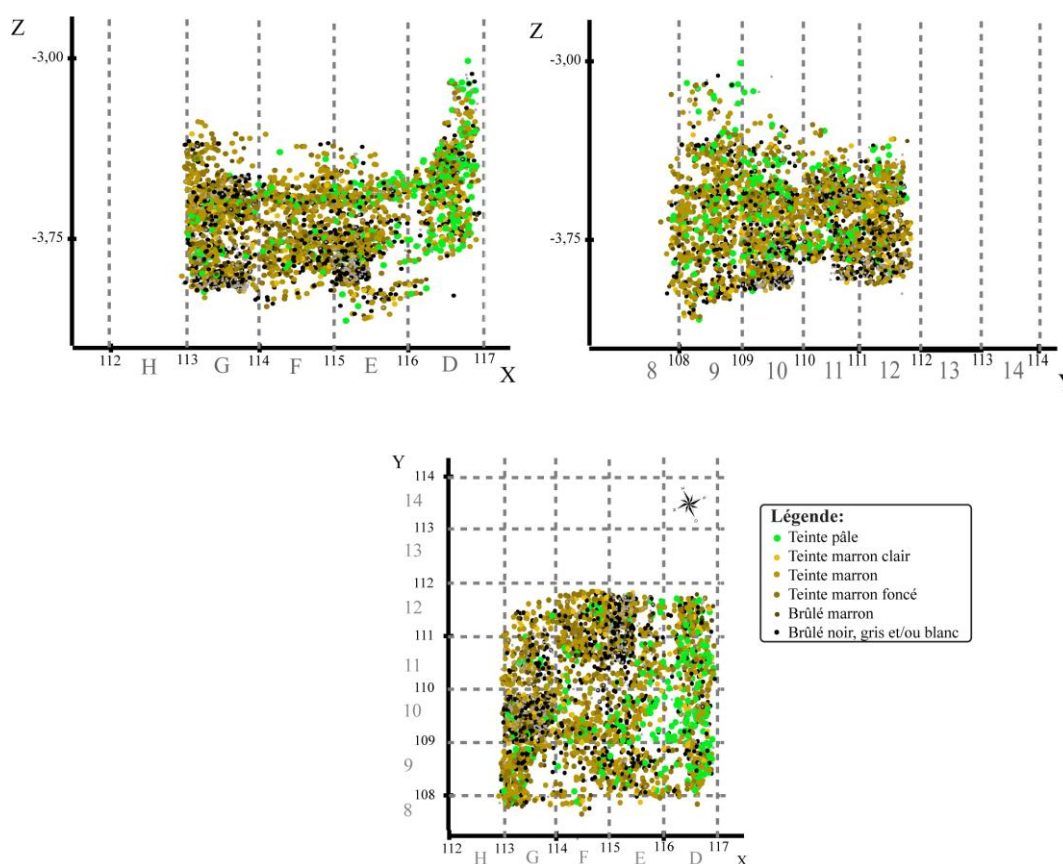 Z
-3,00
-3,75
112 113 114 115 116 117
H G F E D
X
Z
-3,00
-3,75
108 109 110 111 112 113 114
8 9 10 11 12 13 14
Y
114
14
113
13
112
12
111
11
110
10
109
9
108
8
112 113 114 115 116 117
H G F E D
X
Légende:
Teinte pâle
Teinte marron clair
Teinte marron
Teinte marron foncé
Brûlé marron
Brûlé noir, gris et/ou blanc